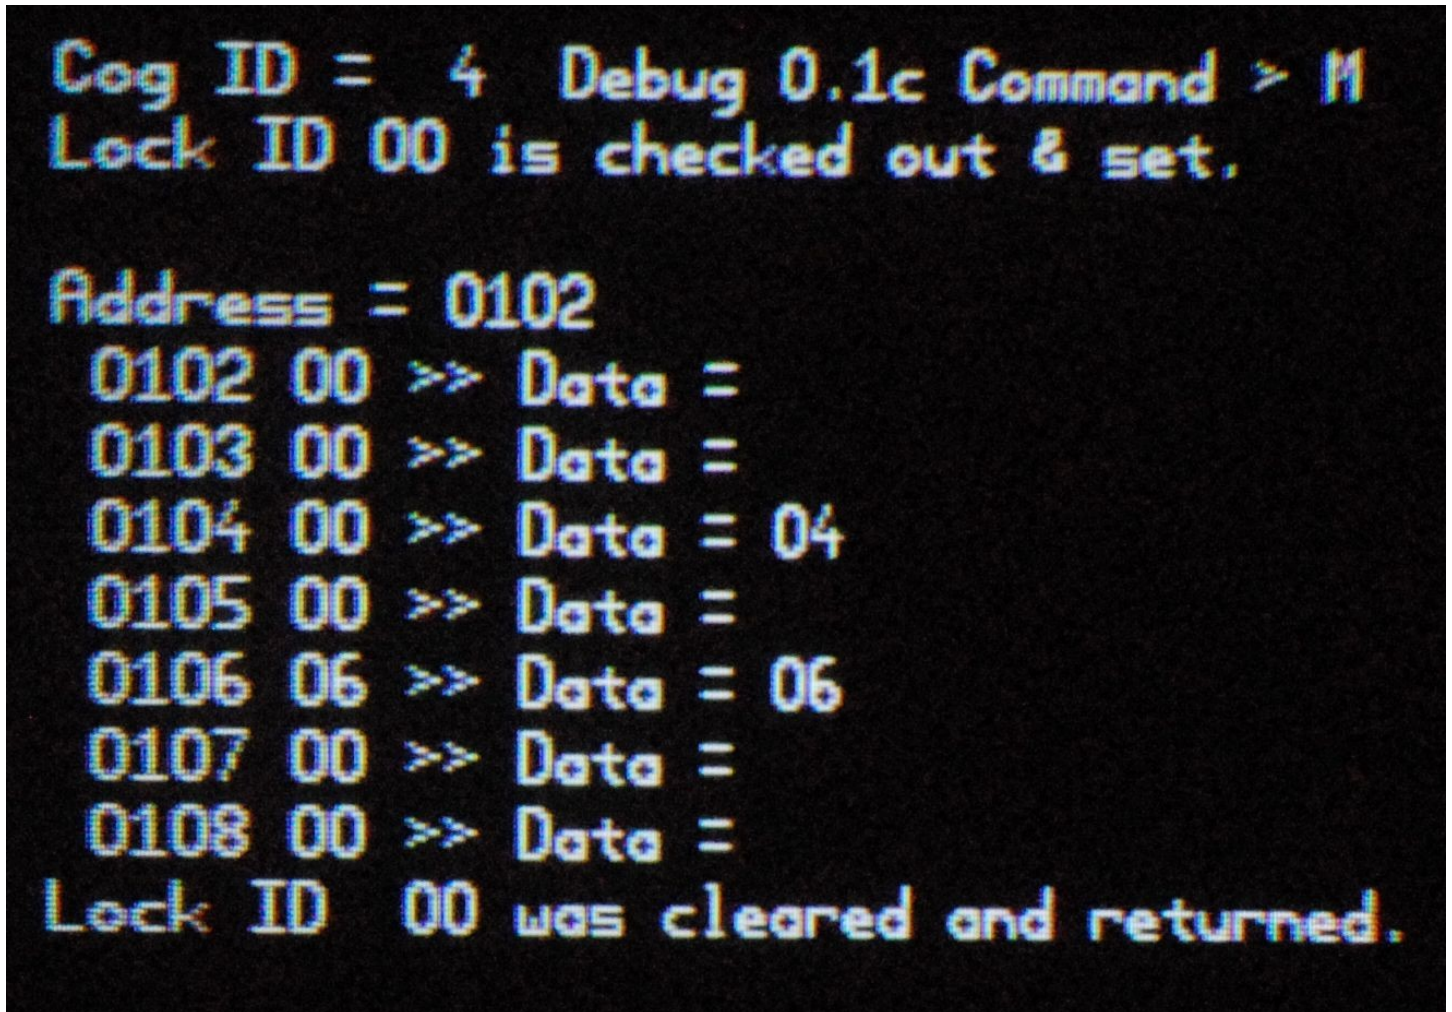 Cog ID =  4  Debug 0.1c Command > M
Lock ID 00 is checked out & set.
Address = 0102
0102 00 >> Data =
0103 00 >> Data =
0104 00 >> Data = 04
0105 00 >> Data =
0106 06 >> Data = 06
0107 00 >> Data =
0108 00 >> Data =
Lock ID  00 was cleared and returned.